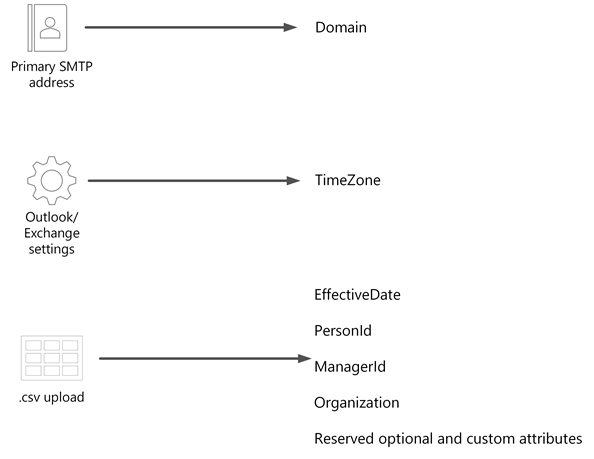 Primary SMTP
address
Domain
Outlook/
Exchange
settings
TimeZone
.csv upload
EffectiveDate
PersonId
ManagerId
Organization
Reserved optional and custom attributes